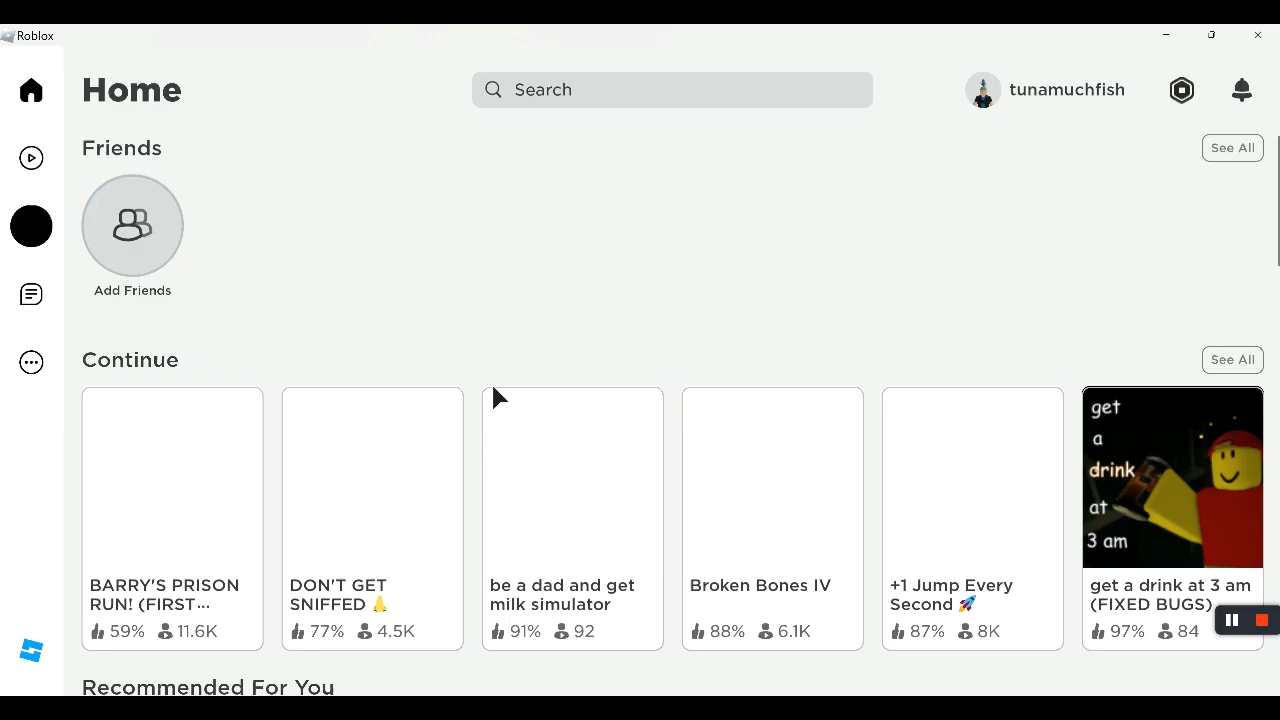 Roblox
Home
Search
tunamuchfish
Friends
See All
Add Friends
Continue
See All
get
a
drink
at
3 am
BARRY'S PRISON
RUN! (FIRST...
59% 11.6K
DON'T GET
SNIFFED 🙏
77% 4.5K
be a dad and get
milk simulator
91% 92
Broken Bones IV
88% 6.1K
+1 Jump Every
Second 🚀
87% 8K
get a drink at 3 am
(FIXED BUGS)
97% 84
Recommended For You